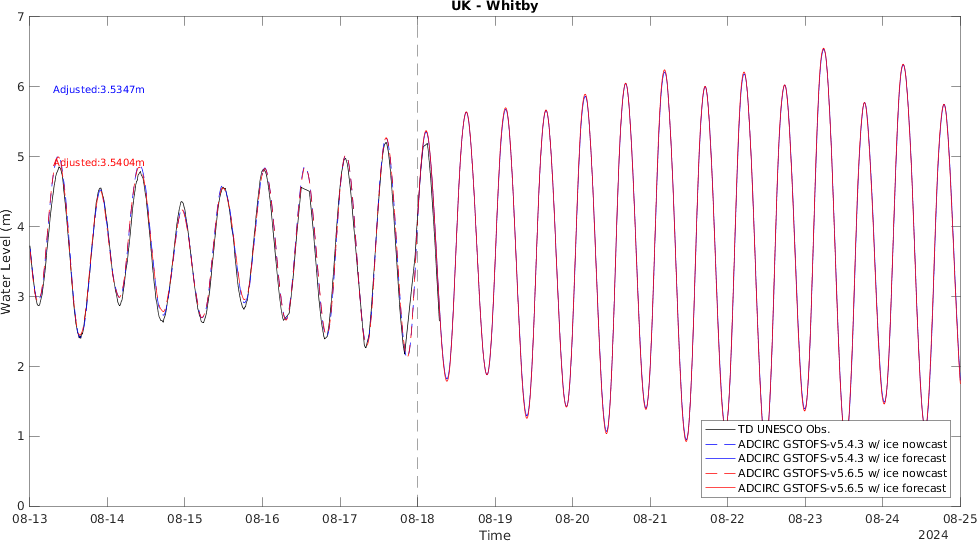 UK - Whitby
7
6
5
4
3
2
1
0
Water Level (m)
Adjusted:3.5347m
Adjusted:3.5404m
TD UNESCO Obs.
ADCIRC GSTOFS-v5.4.3 w/ ice nowcast
ADCIRC GSTOFS-v5.4.3 w/ ice forecast
ADCIRC GSTOFS-v5.6.5 w/ ice nowcast
ADCIRC GSTOFS-v5.6.5 w/ ice forecast
08-13 08-14 08-15 08-16 08-17 08-18 08-19 08-20 08-21 08-22 08-23 08-24 08-25
Time
2024